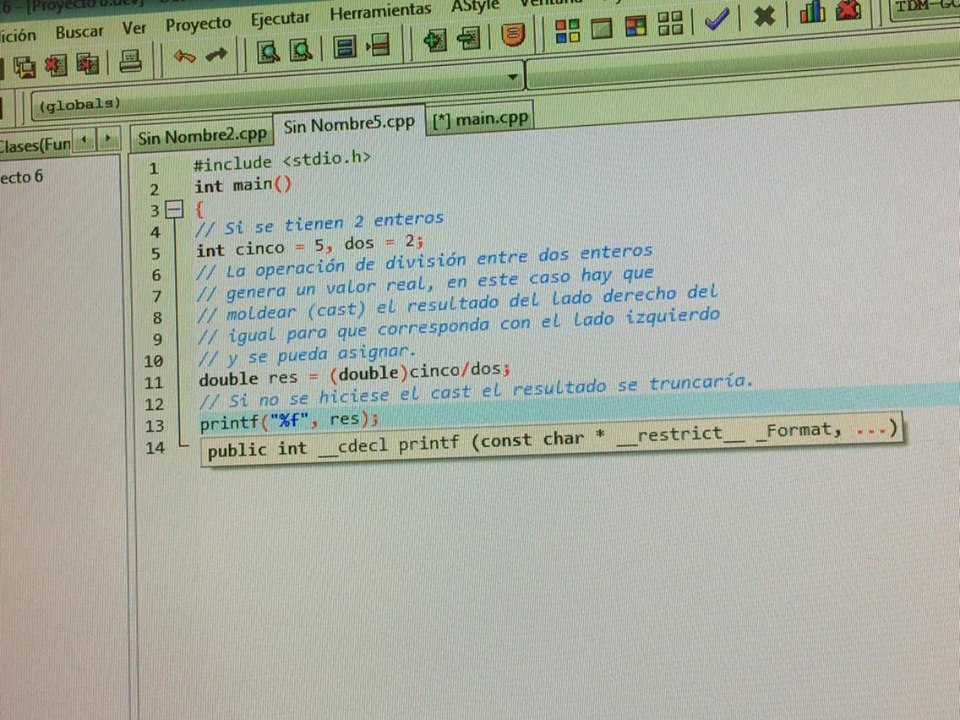 6 - [Proyecto 6.dev]
ición Buscar Ver Proyecto Ejecutar Herramientas AStyle
(globals)
Clases(Fun
Sin Nombre2.cpp Sin Nombre5.cpp [*] main.cpp
ecto 6
1 #include <stdio.h>
2 int main()
3 {
4 // Si se tienen 2 enteros
5 int cinco = 5, dos = 2;
6 // La operación de división entre dos enteros
7 // genera un valor real, en este caso hay que
8 // moldear (cast) el resultado del lado derecho del
9 // igual para que corresponda con el lado izquierdo
10 // y se pueda asignar.
11 double res = (double)cinco/dos;
12 // Si no se hiciese el cast el resultado se truncaría.
13 printf("%f", res);
14
public int __cdecl printf (const char * __restrict__ _Format, ...)